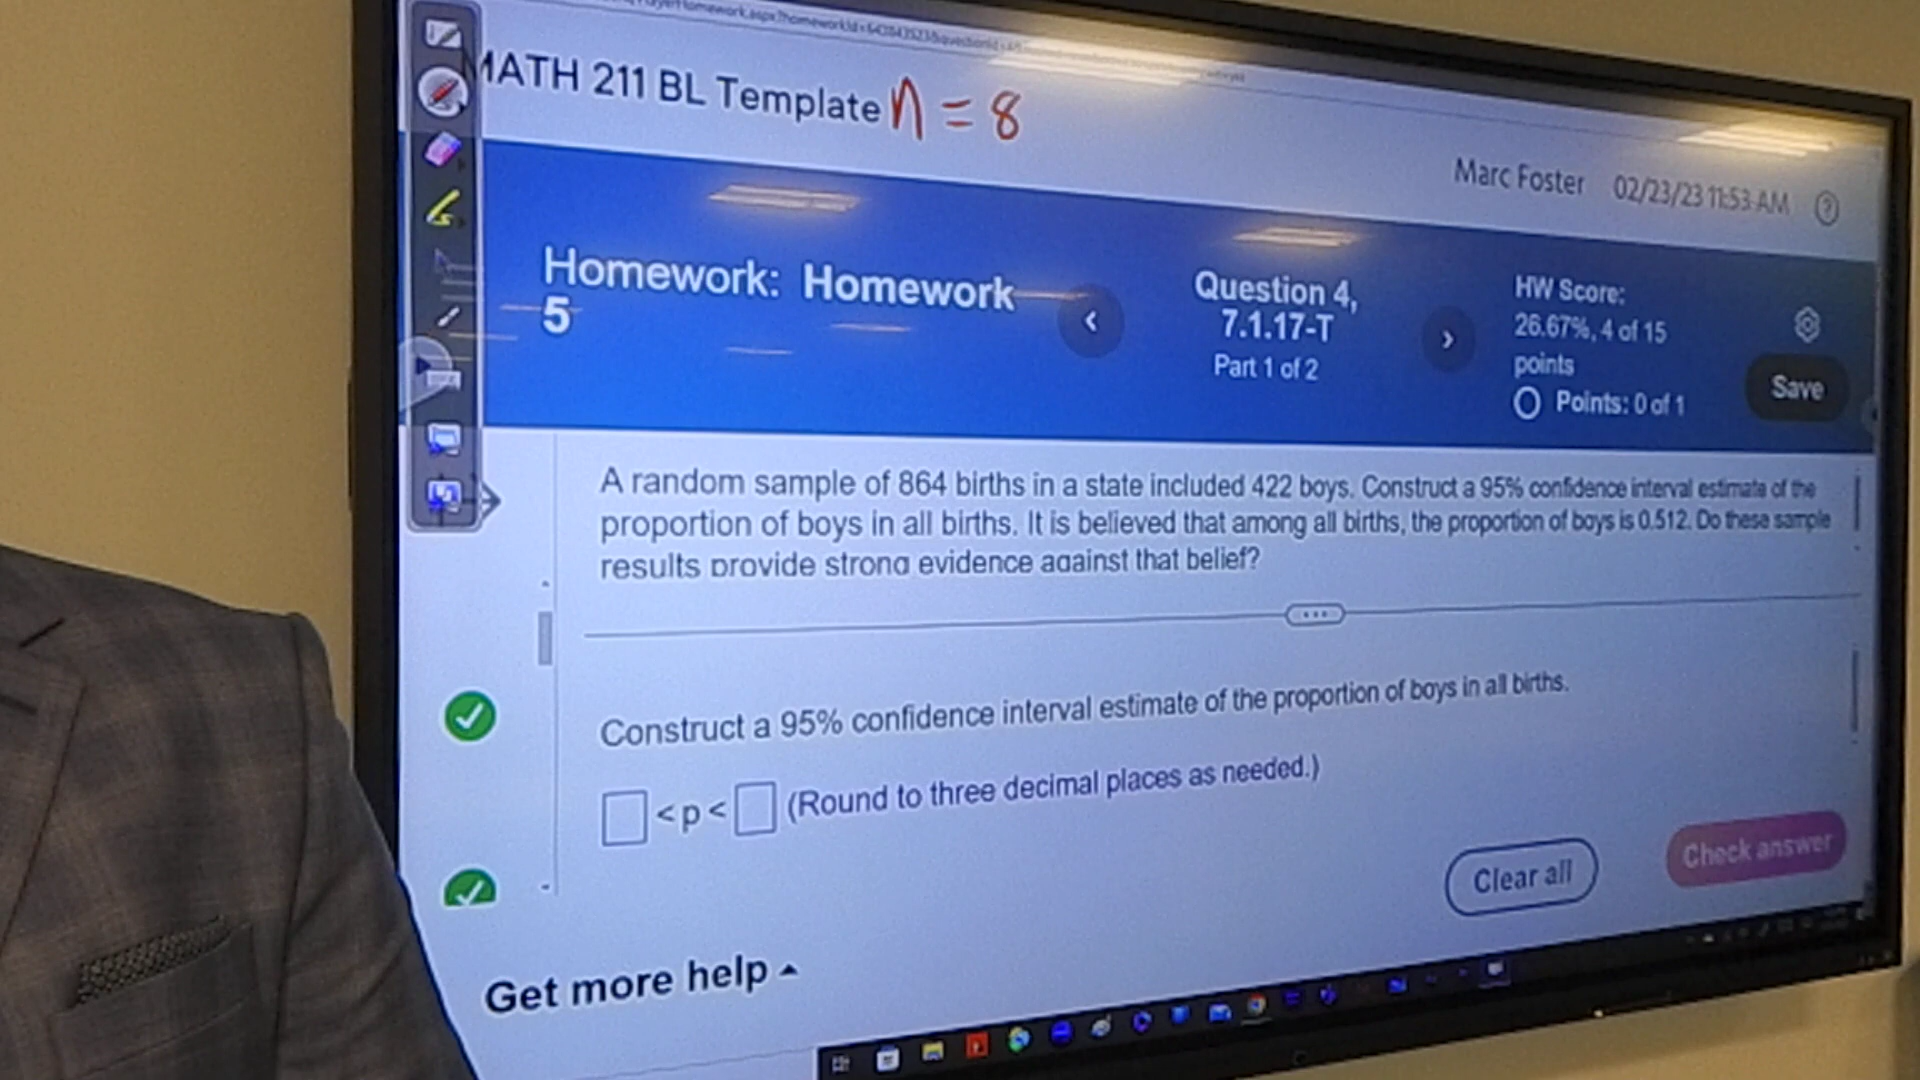 MATH 211 BL Template n = 8
Marc Foster 02/23/23 11:53 AM ?
Homework: Homework 5
Question 4, 7.1.17-T
Part 1 of 2
HW Score: 26.67%, 4 of 15 points
Points: 0 of 1
Save
A random sample of 864 births in a state included 422 boys. Construct a 95% confidence interval estimate of the
proportion of boys in all births. It is believed that among all births, the proportion of boys is 0.512. Do these sample
results provide strong evidence against that belief?
Construct a 95% confidence interval estimate of the proportion of boys in all births.
< p < (Round to three decimal places as needed.)
Clear all
Check answer
Get more help